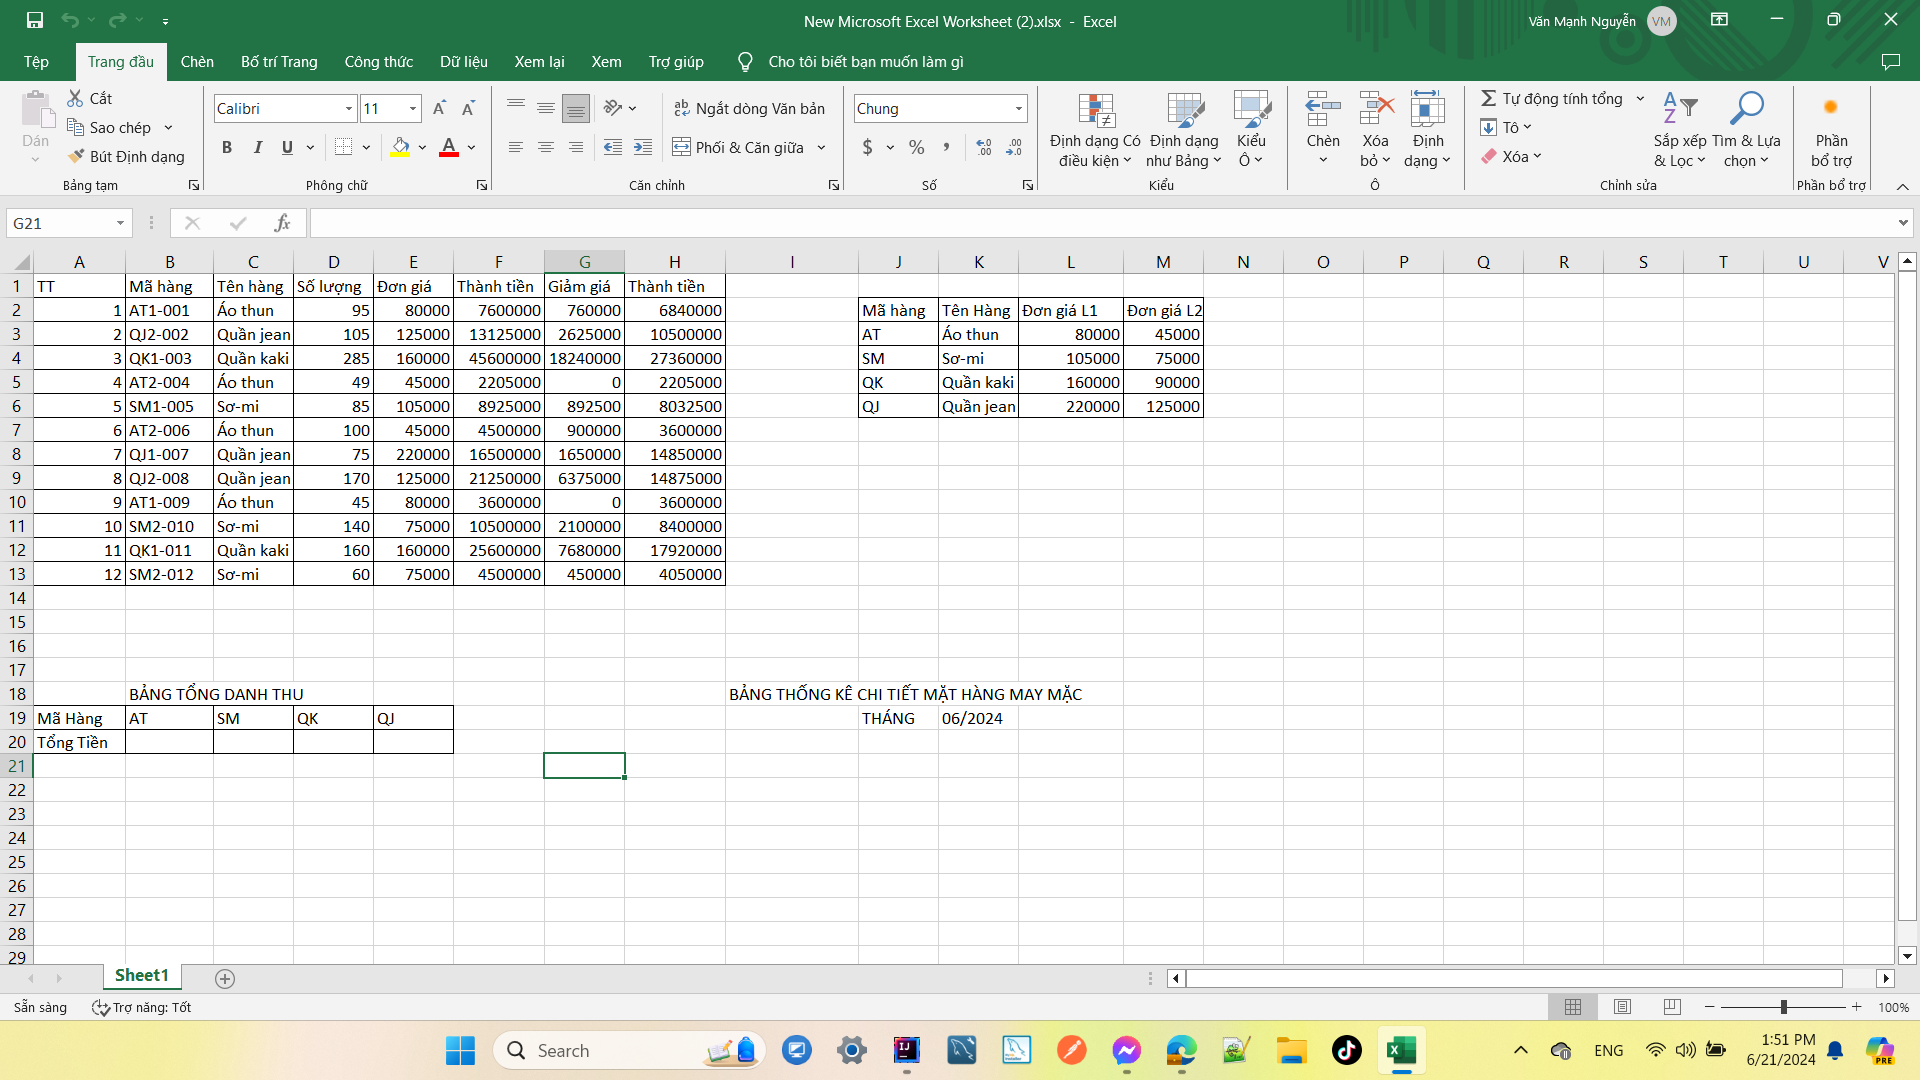 New Microsoft Excel Worksheet (2).xlsx - Excel
Văn Mạnh Nguyễn VM
Tệp Trang đầu Chèn Bố trí Trang Công thức Dữ liệu Xem lại Xem Trợ giúp Cho tôi biết bạn muốn làm gì
Dán
Cắt
Sao chép
Bút Định dạng
Bảng tạm
Calibri 11
B I U
Phông chữ
Ngắt dòng Văn bản
Phối & Căn giữa
Căn chỉnh
Chung
$ % ,
Số
Định dạng Có điều kiện
Định dạng như Bảng
Kiểu Ô
Kiểu
Chèn
Xóa bỏ
Định dạng
Ô
Tự động tính tổng
Tô
Xóa
Sắp xếp & Lọc
Tìm & Lựa chọn
Chỉnh sửa
Phần bổ trợ
Phần bổ trợ
G21 fx
A B C D E F G H I J K L M N O P Q R S T U V
1 TT Mã hàng Tên hàng Số lượng Đơn giá Thành tiền Giảm giá Thành tiền
2 1 AT1-001 Áo thun 95 80000 7600000 760000 6840000 Mã hàng Tên Hàng Đơn giá L1 Đơn giá L2
3 2 QJ2-002 Quần jean 105 125000 13125000 2625000 10500000 AT Áo thun 80000 45000
4 3 QK1-003 Quần kaki 285 160000 45600000 18240000 27360000 SM Sơ-mi 105000 75000
5 4 AT2-004 Áo thun 49 45000 2205000 0 2205000 QK Quần kaki 160000 90000
6 5 SM1-005 Sơ-mi 85 105000 8925000 892500 8032500 QJ Quần jean 220000 125000
7 6 AT2-006 Áo thun 100 45000 4500000 900000 3600000
8 7 QJ1-007 Quần jean 75 220000 16500000 1650000 14850000
9 8 QJ2-008 Quần jean 170 125000 21250000 6375000 14875000
10 9 AT1-009 Áo thun 45 80000 3600000 0 3600000
11 10 SM2-010 Sơ-mi 140 75000 10500000 2100000 8400000
12 11 QK1-011 Quần kaki 160 160000 25600000 7680000 17920000
13 12 SM2-012 Sơ-mi 60 75000 4500000 450000 4050000
14
15
16
17
18 BẢNG TỔNG DANH THU BẢNG THỐNG KÊ CHI TIẾT MẶT HÀNG MAY MẶC
19 Mã Hàng AT SM QK QJ THÁNG 06/2024
20 Tổng Tiền
21
22
23
24
25
26
27
28
29
Sheet1
Sẵn sàng Trợ năng: Tốt 100%
Search ENG 1:51 PM
6/21/2024